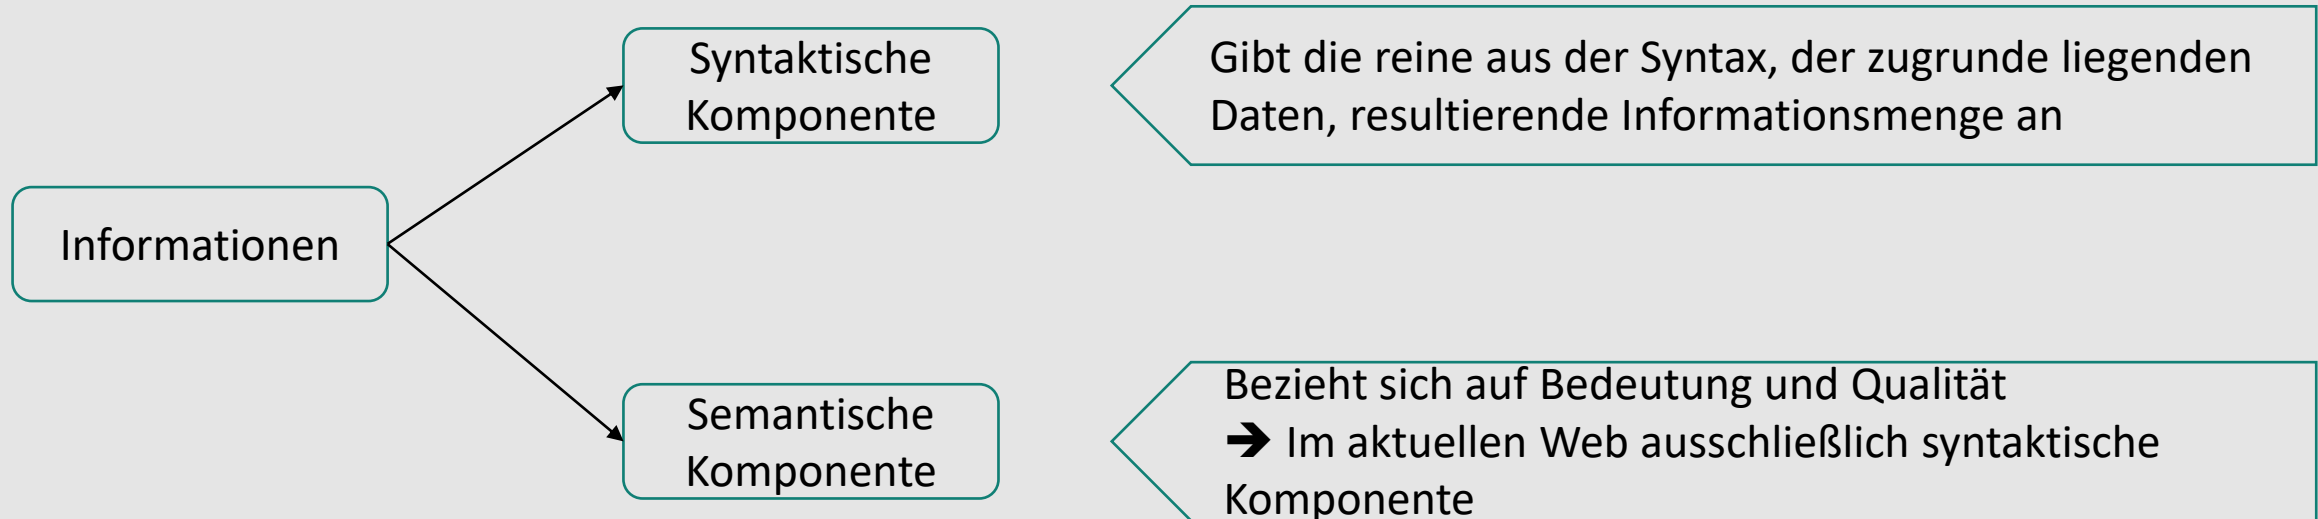 Syntaktische
Komponente
Gibt die reine aus der Syntax, der zugrunde liegenden
Daten, resultierende Informationsmenge an
Informationen
Semantische
Komponente
Bezieht sich auf Bedeutung und Qualität
➔ Im aktuellen Web ausschließlich syntaktische
Komponente